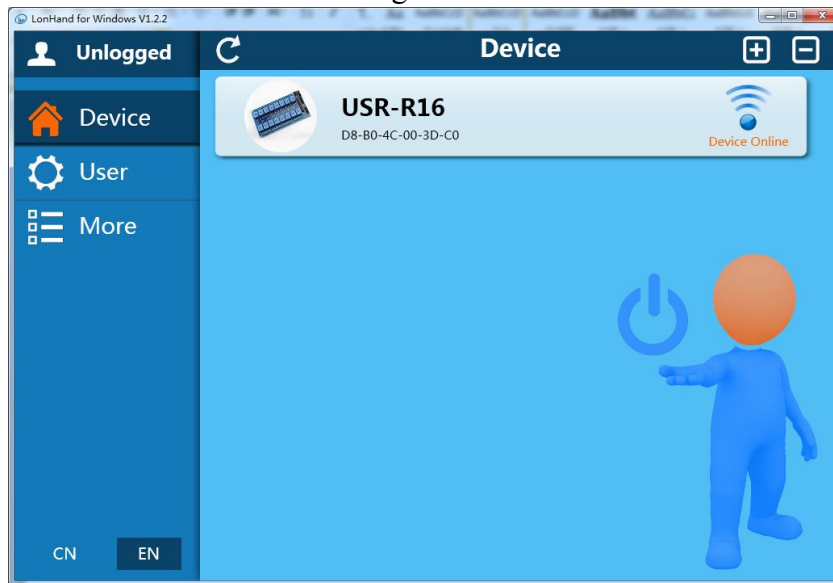 LonHand for Windows V1.2.2
Unlogged
Device
Device
User
More
CN
EN
USR-R16
D8-B0-4C-00-3D-C0
Device Online